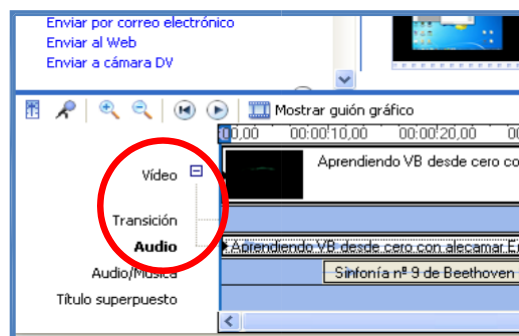 Enviar por correo electrónico
Enviar al Web
Enviar a cámara DV
Mostrar guión gráfico
0,00 00:00:10,00 00:00:20,00
Vídeo
Aprendiendo VB desde cero co
Transición
Audio
Aprendiendo VB desde cero con alecamar E
Audio/Música
Sinfonía nº 9 de Beethoven
Título superpuesto